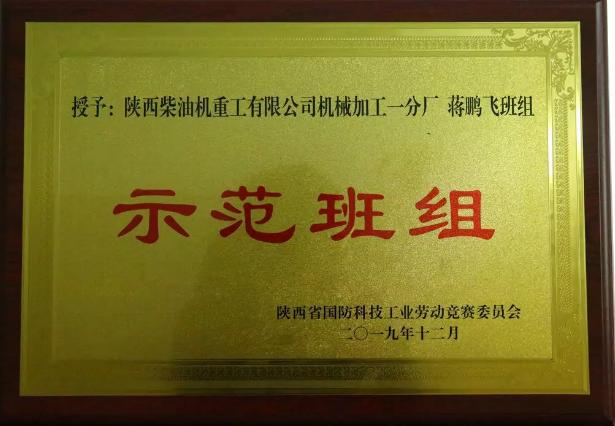 授予：陕西柴油机重工有限公司机械加工一分厂 蒋鹏飞班组
示范班组
陕西省国防科技工业劳动竞赛委员会
二〇一九年十二月